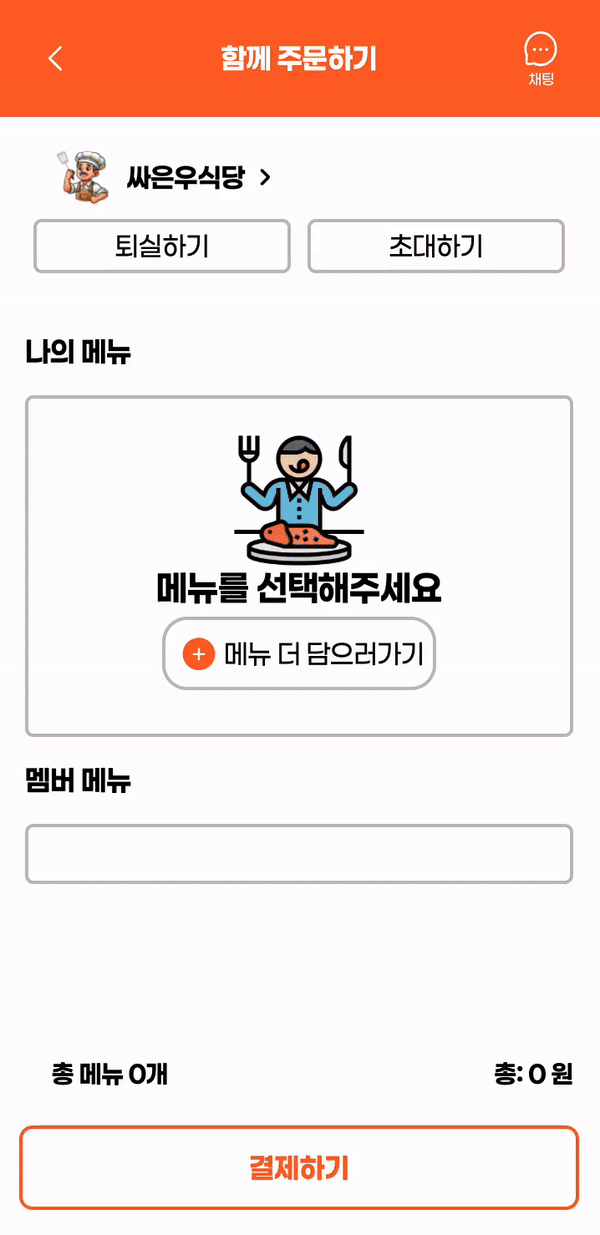 함께 주문하기
채팅
싸은우식당
퇴실하기
초대하기
나의 메뉴
메뉴를 선택해주세요
메뉴 더 담으러가기
멤버 메뉴
총 메뉴 0개
총: 0 원
결제하기